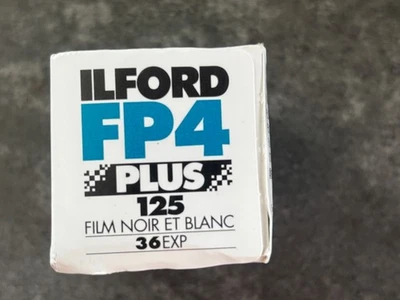 ILFORD
FP4
PLUS
125
FILM NOIR ET BLANC
36EXP